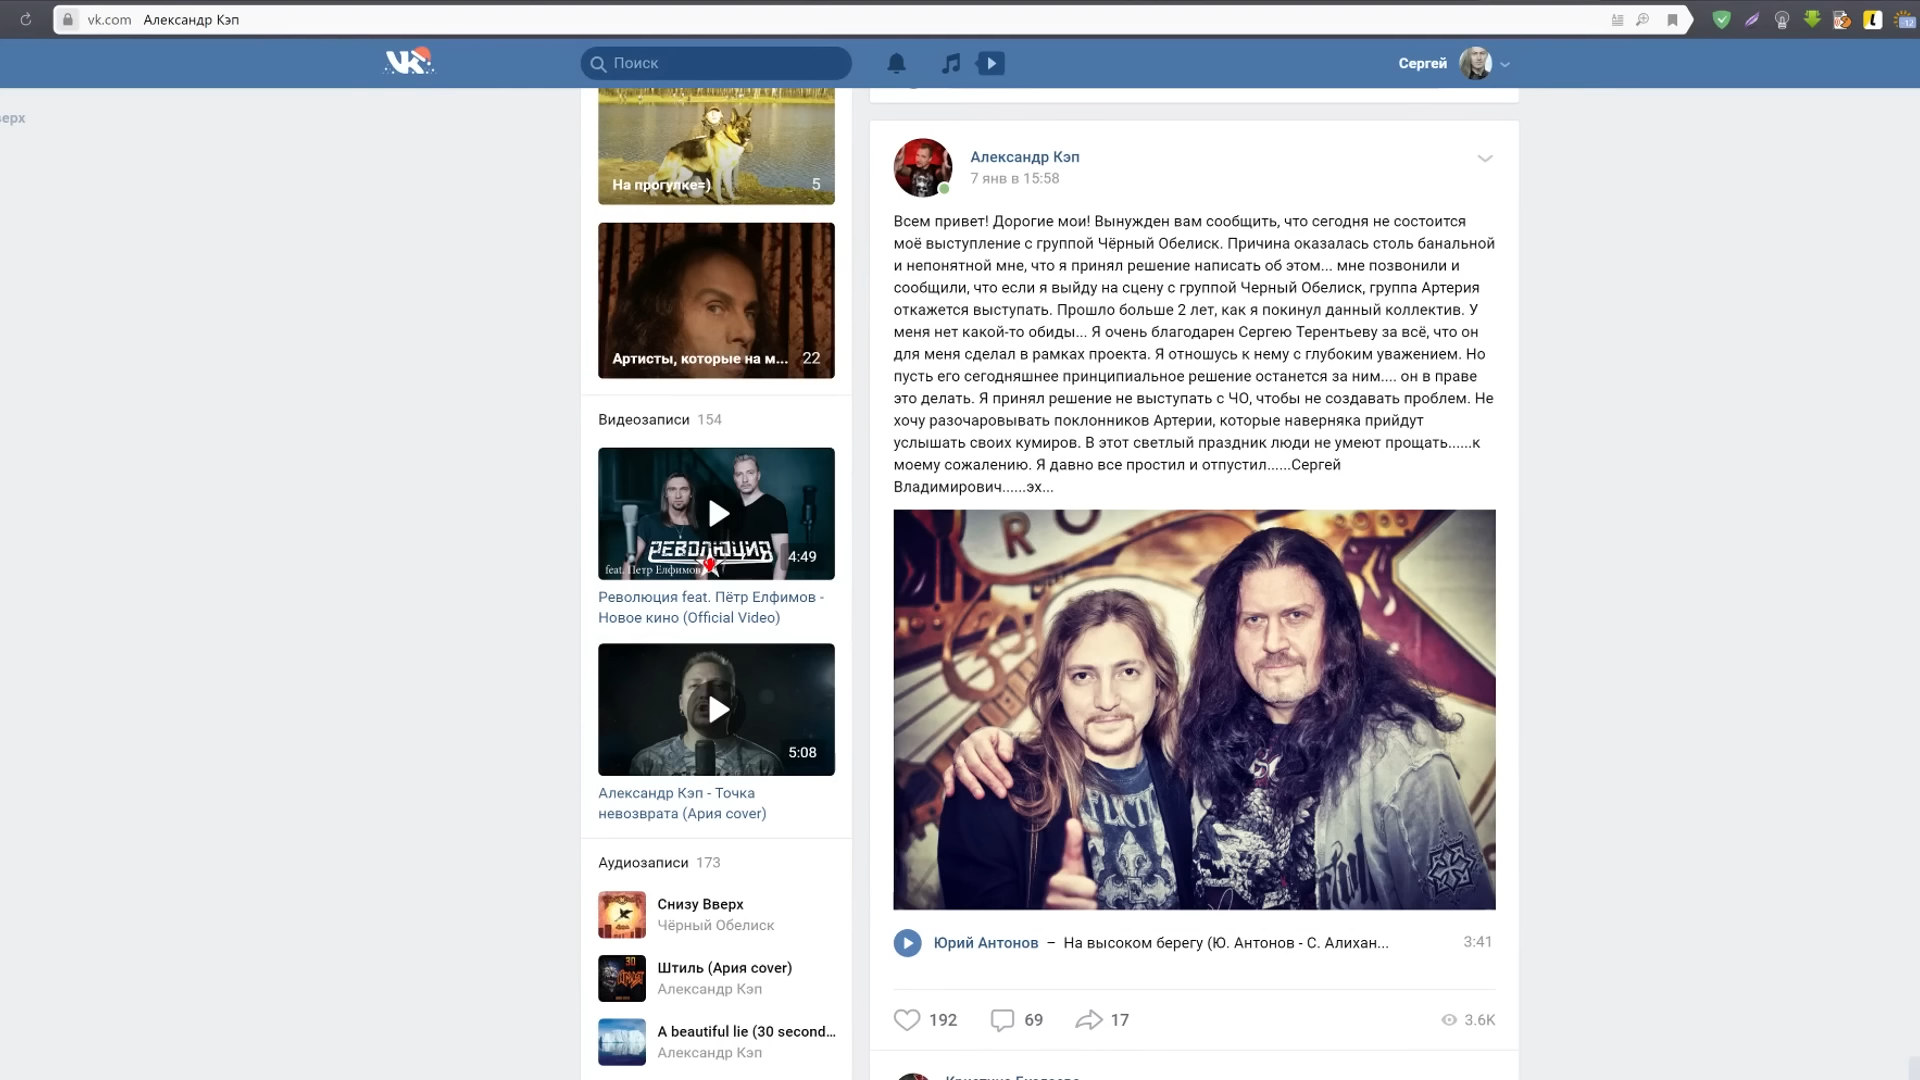 vk.com Александр Кэп
Поиск
Сергей
верх
На прогулке=) 5
Артисты, которые на м... 22
Видеозаписи 154
РЕВОЛЮЦИЯ
4:49
feat. Петр Елфимов
Революция feat. Пётр Елфимов -
Новое кино (Official Video)
5:08
Александр Кэп - Точка
невозврата (Ария cover)
Аудиозаписи 173
Снизу Вверх
Чёрный Обелиск
Штиль (Ария cover)
Александр Кэп
A beautiful lie (30 second...
Александр Кэп
Александр Кэп
7 янв в 15:58
Всем привет! Дорогие мои! Вынужден вам сообщить, что сегодня не состоится
моё выступление с группой Чёрный Обелиск. Причина оказалась столь банальной
и непонятной мне, что я принял решение написать об этом... мне позвонили и
сообщили, что если я выйду на сцену с группой Черный Обелиск, группа Артерия
откажется выступать. Прошло больше 2 лет, как я покинул данный коллектив. У
меня нет какой-то обиды... Я очень благодарен Сергею Терентьеву за всё, что он
для меня сделал в рамках проекта. Я отношусь к нему с глубоким уважением. Но
пусть его сегодняшнее принципиальное решение останется за ним.... он в праве
это делать. Я принял решение не выступать с ЧО, чтобы не создавать проблем. Не
хочу разочаровывать поклонников Артерии, которые наверняка прийдут
услышать своих кумиров. В этот светлый праздник люди не умеют прощать......к
моему сожалению. Я давно все простил и отпустил......Сергей
Владимирович......эх...
Юрий Антонов – На высоком берегу (Ю. Антонов - С. Алихан... 3:41
192 69 17 3.6K